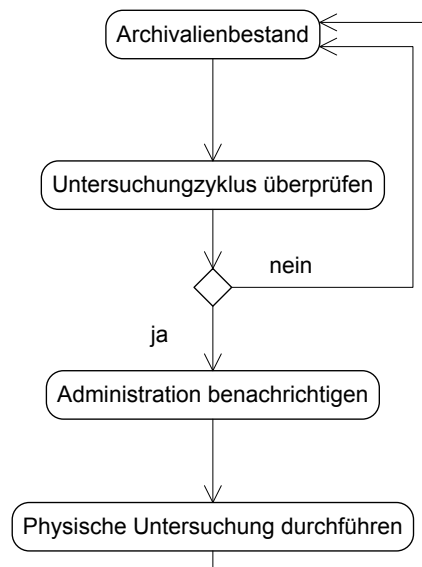 Archivalienbestand
Untersuchungzyklus überprüfen
nein
ja
Administration benachrichtigen
Physische Untersuchung durchführen